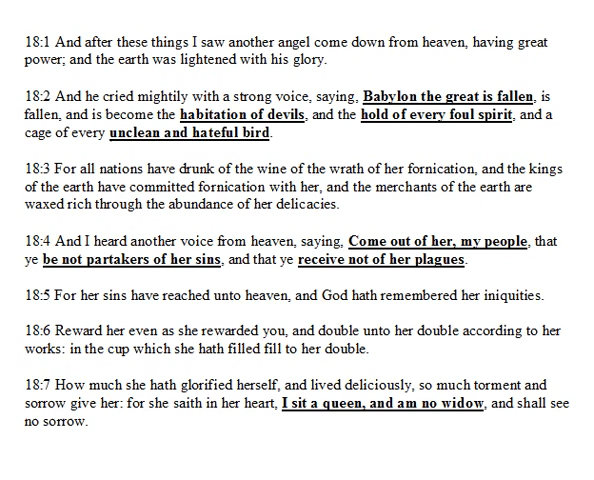 18:1 And after these things I saw another angel come down from heaven, having great
power; and the earth was lightened with his glory.
18:2 And he cried mightily with a strong voice, saying, Babylon the great is fallen, is
fallen, and is become the habitation of devils, and the hold of every foul spirit, and a
cage of every unclean and hateful bird.
18:3 For all nations have drunk of the wine of the wrath of her fornication, and the kings
of the earth have committed fornication with her, and the merchants of the earth are
waxed rich through the abundance of her delicacies.
18:4 And I heard another voice from heaven, saying, Come out of her, my people, that
ye be not partakers of her sins, and that ye receive not of her plagues.
18:5 For her sins have reached unto heaven, and God hath remembered her iniquities.
18:6 Reward her even as she rewarded you, and double unto her double according to her
works: in the cup which she hath filled fill to her double.
18:7 How much she hath glorified herself, and lived deliciously, so much torment and
sorrow give her: for she saith in her heart, I sit a queen, and am no widow, and shall see
no sorrow.